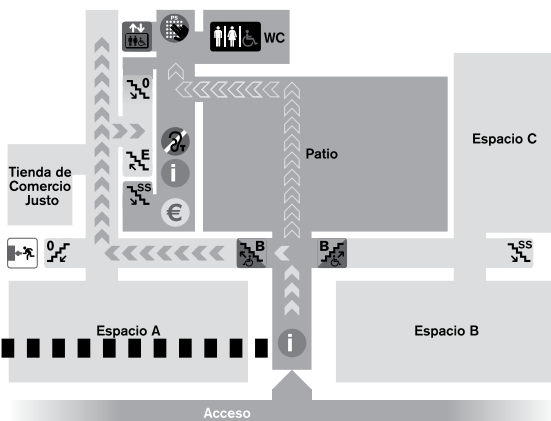 PS
WC
0
E
SS
i
€
Patio
Espacio C
Tienda de
Comercio
Justo
0
B
B
SS
Espacio A
i
Espacio B
Acceso